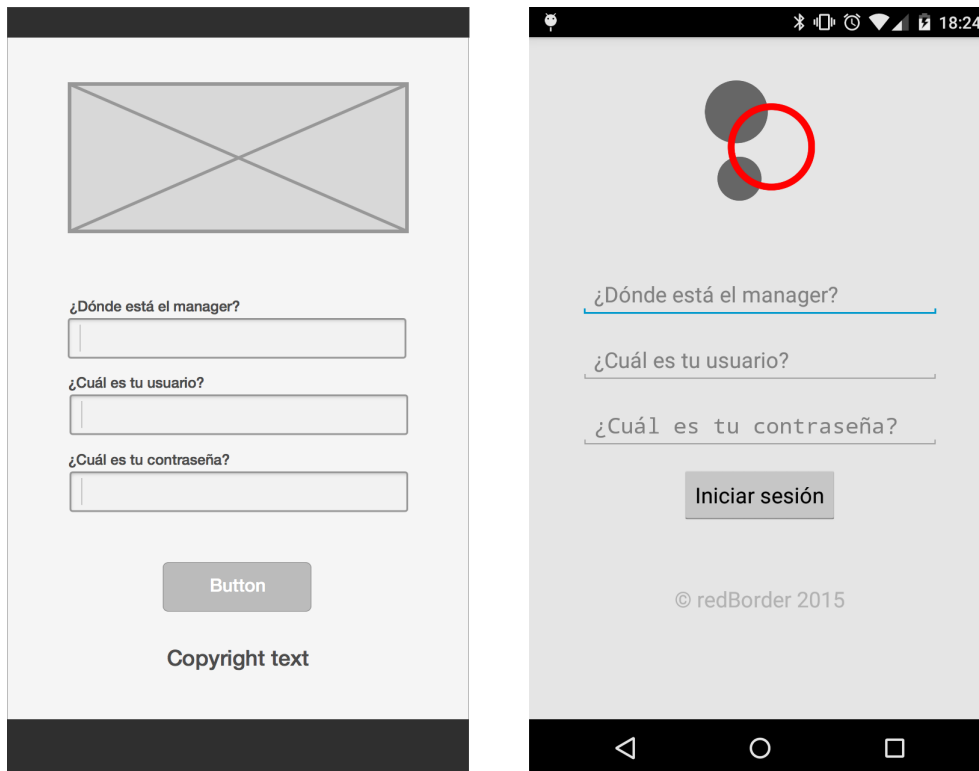 ¿Dónde está el manager?
¿Cuál es tu usuario?
¿Cuál es tu contraseña?
Button
Copyright text
18:24
¿Dónde está el manager?
¿Cuál es tu usuario?
¿Cuál es tu contraseña?
Iniciar sesión
© redBorder 2015